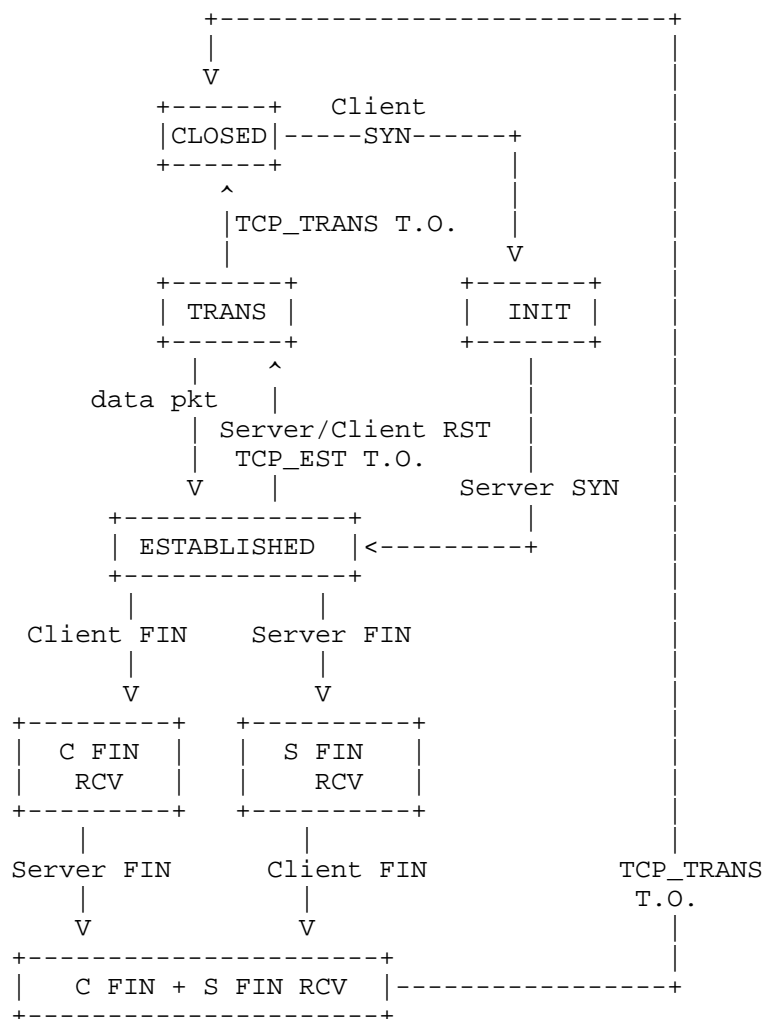 Client
CLOSED SYN
TCP_TRANS T.O.
TRANS INIT
data pkt
Server/Client RST
TCP_EST T.O.
Server SYN
ESTABLISHED
Client FIN Server FIN
C FIN S FIN
RCV RCV
Server FIN Client FIN TCP_TRANS
T.O.
C FIN + S FIN RCV